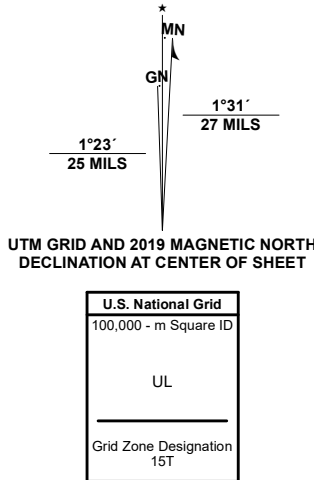 ★
MN
GN
1°31´
27 MILS
1°23´
25 MILS
UTM GRID AND 2019 MAGNETIC NORTH
DECLINATION AT CENTER OF SHEET
U.S. National Grid
100,000 - m Square ID
UL
Grid Zone Designation
15T